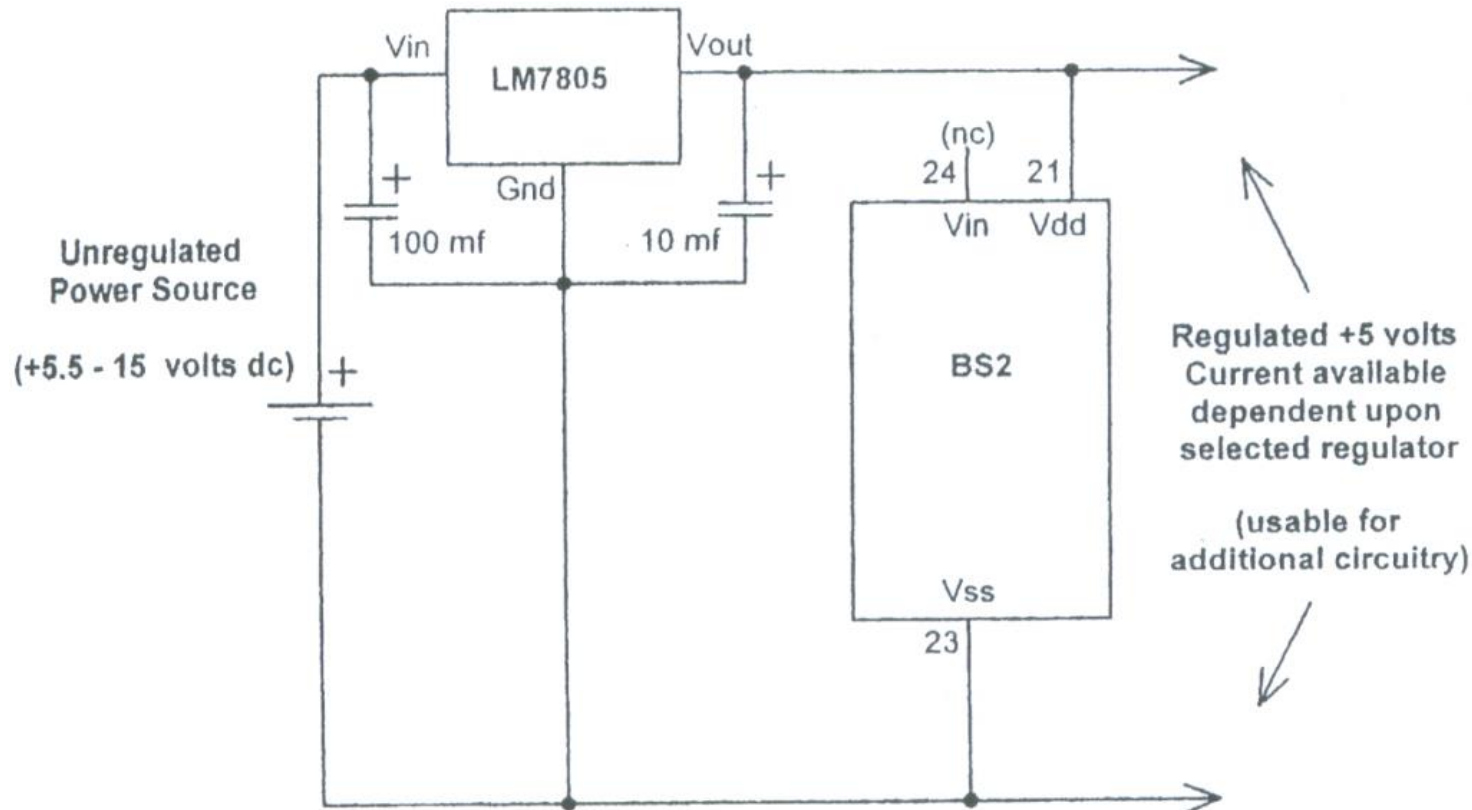 Vin
LM7805
Vout
Gnd
+
100 mf
+
10 mf
(nc)
24
21
Vin
Vdd
BS2
Vss
23
Unregulated
Power Source
(+5.5 - 15 volts dc)
+
Regulated +5 volts
Current available
dependent upon
selected regulator
(usable for
additional circuitry)